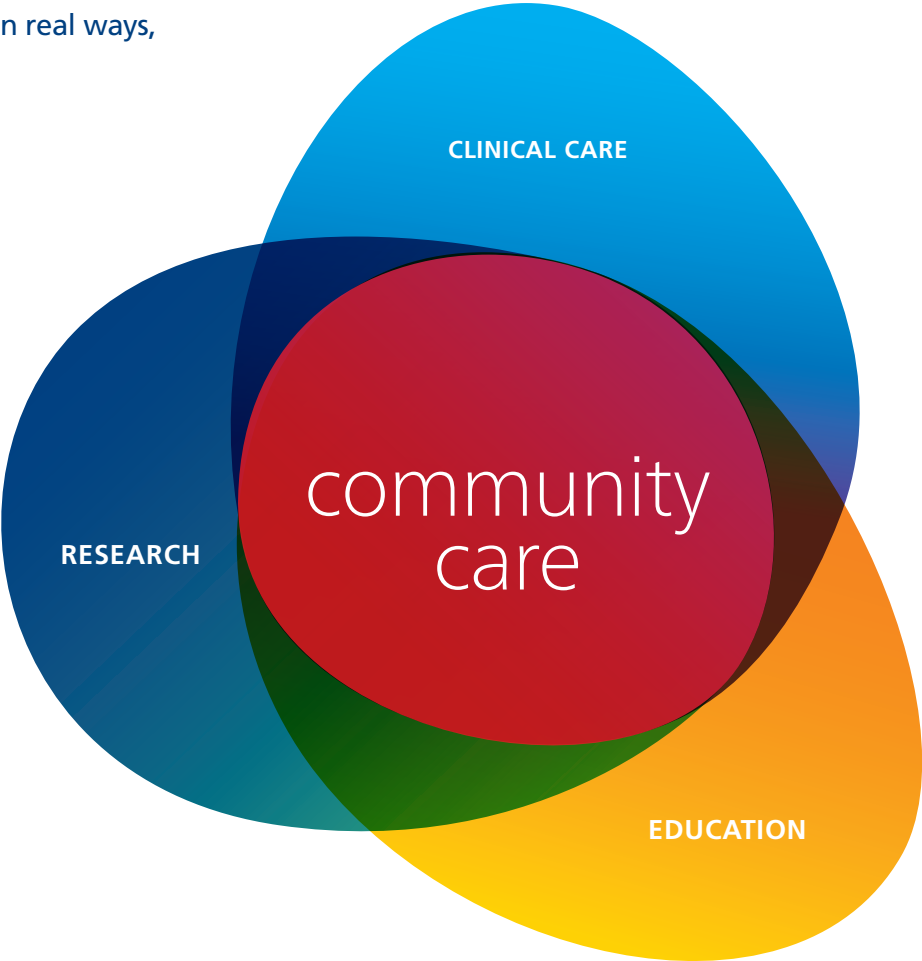 n real ways,
CLINICAL CARE
community
care
RESEARCH
EDUCATION